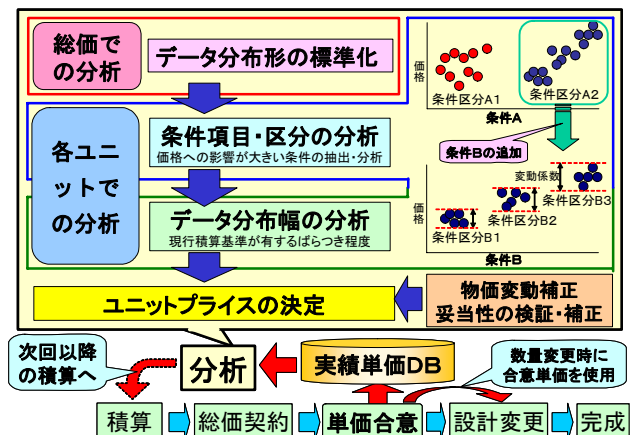 総価で
の分析
データ分布形の標準化
条件項目・区分の分析
価格への影響が大きい条件の抽出・分析
各ユニ
ットで
の分析
データ分布幅の分析
現行積算基準が有するばらつき程度
ユニットプライスの決定
物価変動補正
妥当性の検証・補正
価格
条件区分A1
条件区分A2
条件A
条件Bの追加
変動係数
価格
条件区分B1
条件区分B2
条件区分B3
条件B
次回以降
の積算へ
分析
実績単価DB
数量変更時に
合意単価を使用
積算
総価契約
単価合意
設計変更
完成